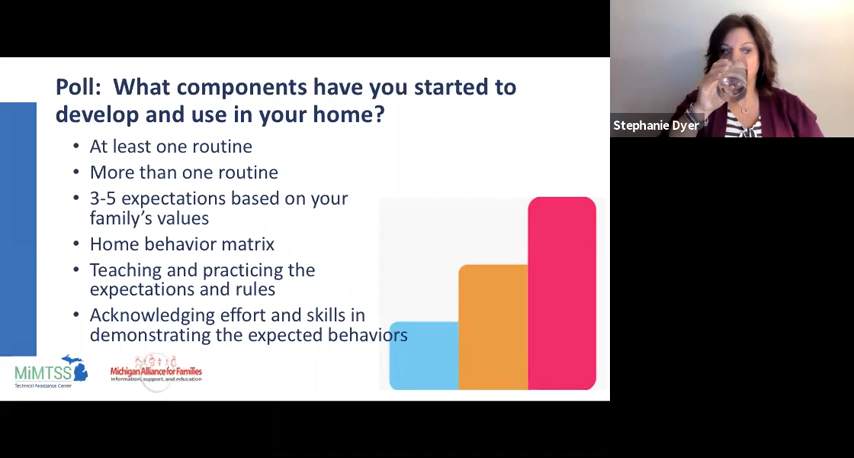 Poll:  What components have you started to
develop and use in your home?
• At least one routine
• More than one routine
• 3-5 expectations based on your
family's values
• Home behavior matrix
• Teaching and practicing the
expectations and rules
• Acknowledging effort and skills in
demonstrating the expected behaviors
MiMTSS
Technical Assistance Center
Michigan Alliance for Families
information, support, and education
Stephanie Dyer